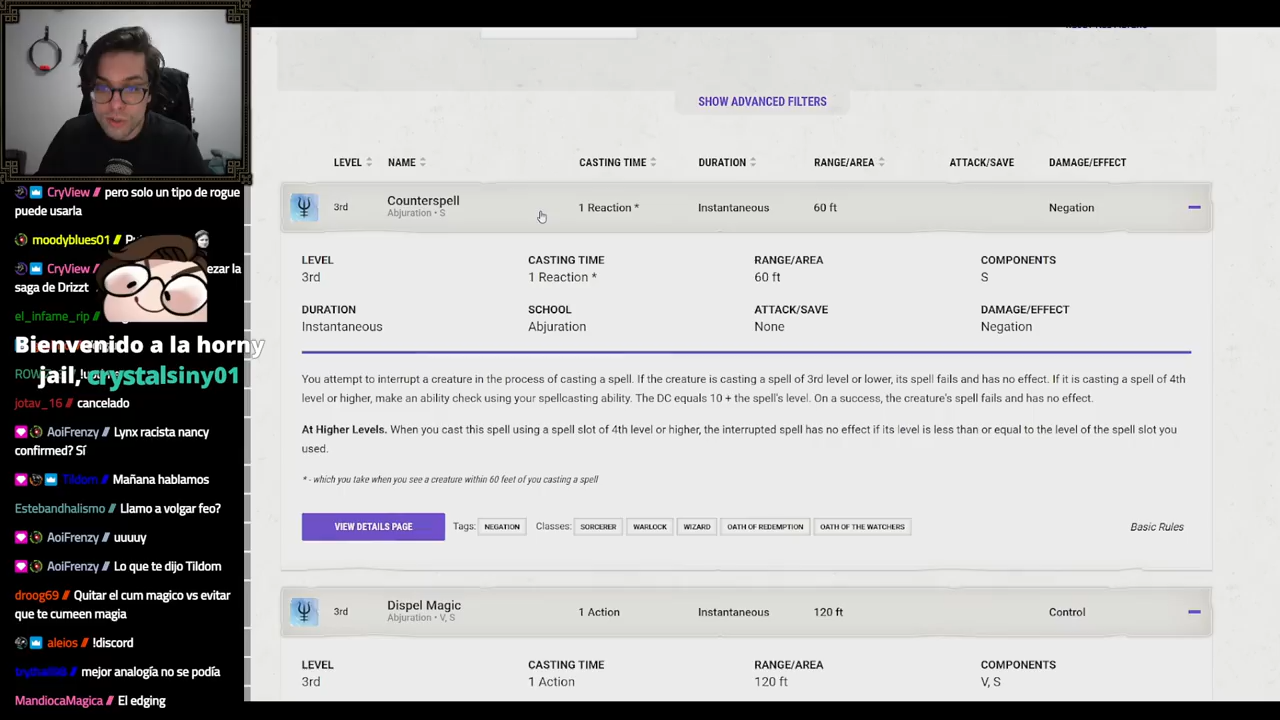 SHOW ADVANCED FILTERS
LEVEL NAME CASTING TIME DURATION RANGE/AREA ATTACK/SAVE DAMAGE/EFFECT
3rd Counterspell 1 Reaction * Instantaneous 60 ft Negation
Abjuration • S
LEVEL CASTING TIME RANGE/AREA COMPONENTS
3rd 1 Reaction * 60 ft S
DURATION SCHOOL ATTACK/SAVE DAMAGE/EFFECT
Instantaneous Abjuration None Negation
You attempt to interrupt a creature in the process of casting a spell. If the creature is casting a spell of 3rd level or lower, its spell fails and has no effect. If it is casting a spell of 4th
level or higher, make an ability check using your spellcasting ability. The DC equals 10 + the spell's level. On a success, the creature's spell fails and has no effect.
At Higher Levels. When you cast this spell using a spell slot of 4th level or higher, the interrupted spell has no effect if its level is less than or equal to the level of the spell slot you
used.
* - which you take when you see a creature within 60 feet of you casting a spell
VIEW DETAILS PAGE Tags: NEGATION Classes: SORCERER WARLOCK WIZARD OATH OF REDEMPTION OATH OF THE WATCHERS Basic Rules
3rd Dispel Magic 1 Action Instantaneous 120 ft Control
Abjuration • V, S
LEVEL CASTING TIME RANGE/AREA COMPONENTS
3rd 1 Action 120 ft V, S
CryView // pero solo un tipo de rogue
puede usarla
moodyblues01 //
CryView // ezar la
saga de Drizzt
el_infame_rip //
Bienvenido a la horny
jail, crystalsiny01
jotav_16 // cancelado
AoiFrenzy // Lynx racista nancy
confirmed? Sí
Tildom // Mañana hablamos
Estebandhalismo // Llamo a volgar feo?
AoiFrenzy // uuuuy
AoiFrenzy // Lo que te dijo Tildom
droog69 // Quitar el cum magico vs evitar
que te cumeen magia
aleios // !discord
// mejor analogía no se podía
MandiocaMagica // El edging